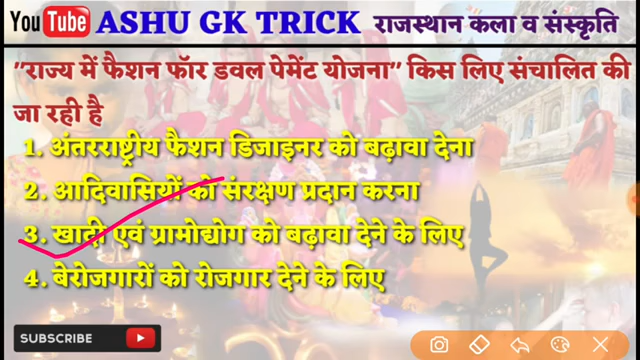 You Tube ASHU GK TRICK राजस्थान कला व संस्कृति
"राज्य में फैशन फॉर डवल पेमेंट योजना" किस लिए संचालित की
जा रही है
1. अंतरराष्ट्रीय फैशन डिजाइनर को बढ़ावा देना
2. आदिवासियों को संरक्षण प्रदान करना
3. खादी एवं ग्रामोद्योग को बढ़ावा देने के लिए
4. बेरोजगारों को रोजगार देने के लिए
SUBSCRIBE